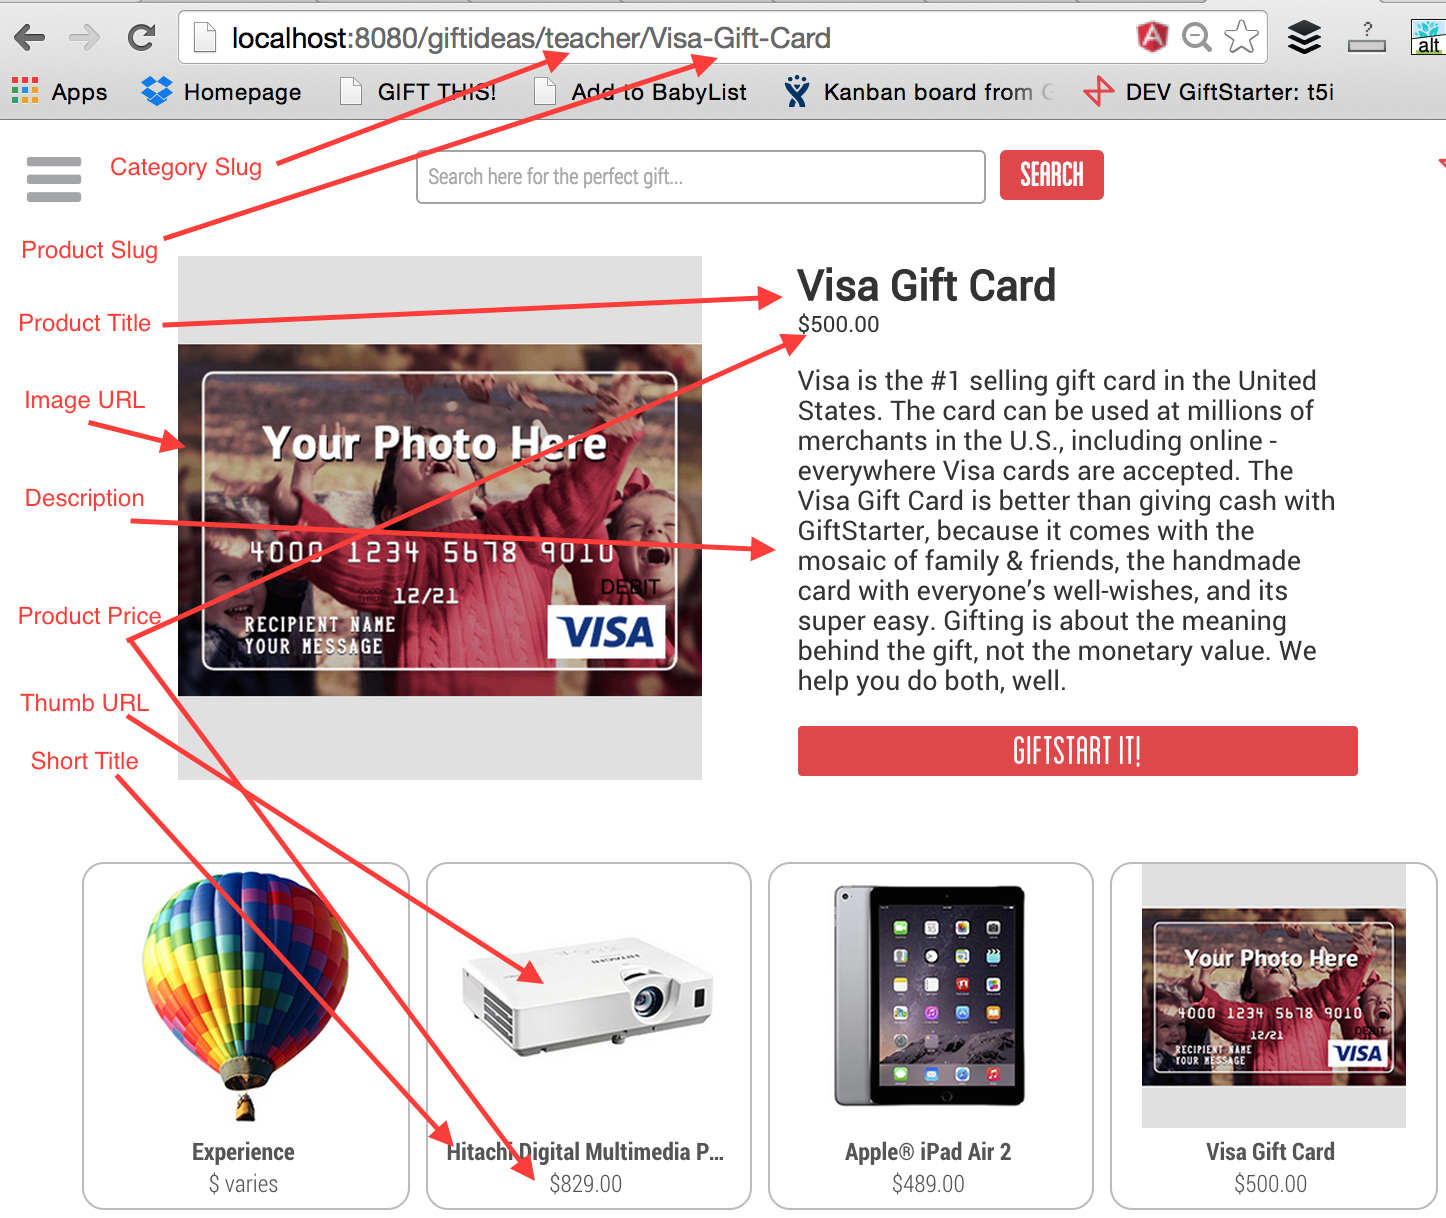 localhost:8080/giftideas/teacher/Visa-Gift-Card
?
alt
Apps
Homepage
GIFT THIS!
Add to BabyList
Kanban board from G
DEV GiftStarter: t5i
Category Slug
Search here for the perfect gift...
SEARCH
Product Slug
Product Title
Image URL
Description
Product Price
Thumb URL
Short Title
Your Photo Here
4000 1234 5678 9010
DEBIT
12/21
RECIPIENT NAME
YOUR MESSAGE
VISA
Visa Gift Card
$500.00
Visa is the #1 selling gift card in the United
States. The card can be used at millions of
merchants in the U.S., including online -
everywhere Visa cards are accepted. The
Visa Gift Card is better than giving cash with
GiftStarter, because it comes with the
mosaic of family & friends, the handmade
card with everyone’s well-wishes, and its
super easy. Gifting is about the meaning
behind the gift, not the monetary value. We
help you do both, well.
GIFTSTART IT!
Experience
$ varies
HITACHI
Hitachi Digital Multimedia P...
$829.00
Apple® iPad Air 2
$489.00
Your Photo Here
4000 1234 5678 9010
DEBIT
12/21
RECIPIENT NAME
YOUR MESSAGE
VISA
Visa Gift Card
$500.00